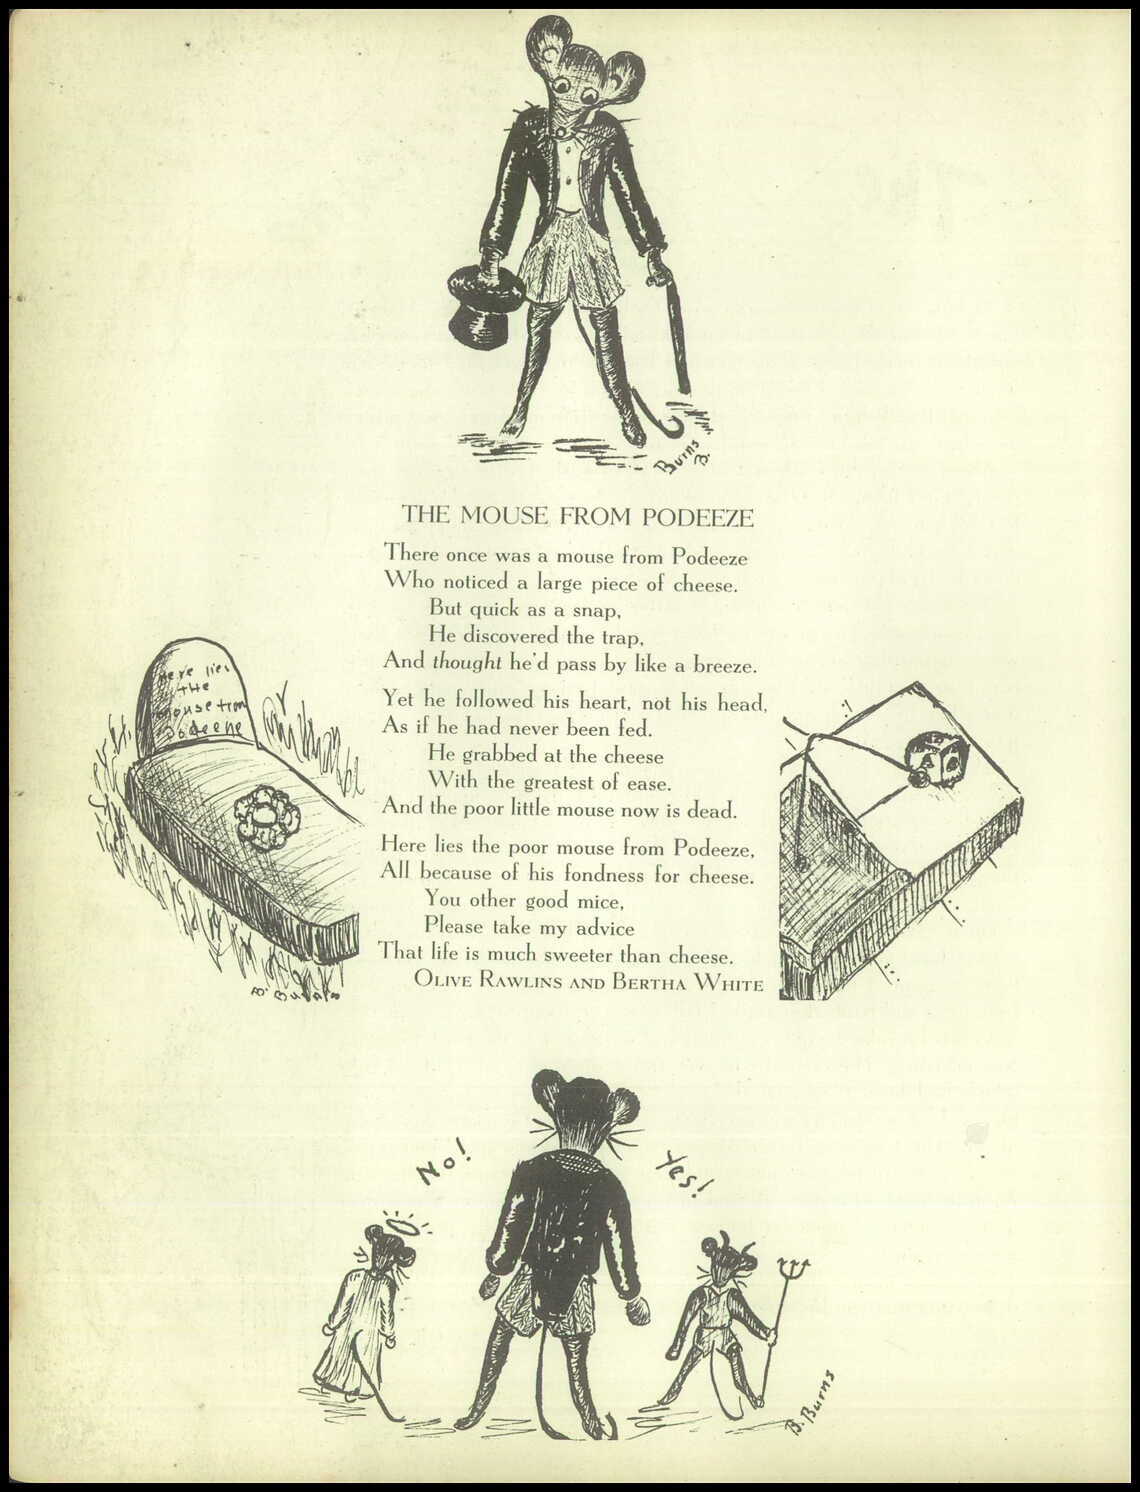 Burns
B.
THE MOUSE FROM PODEEZE
There once was a mouse from Podeeze
Who noticed a large piece of cheese.
But quick as a snap,
He discovered the trap,
And thought he'd pass by like a breeze.
Yet he followed his heart, not his head,
As if he had never been fed.
He grabbed at the cheese
With the greatest of ease.
And the poor little mouse now is dead.
Here lies the poor mouse from Podeeze,
All because of his fondness for cheese.
You other good mice,
Please take my advice
That life is much sweeter than cheese.
OLIVE RAWLINS AND BERTHA WHITE
Here lies
the
mouse from
B. Burns
No!
Yes!
B. Burns